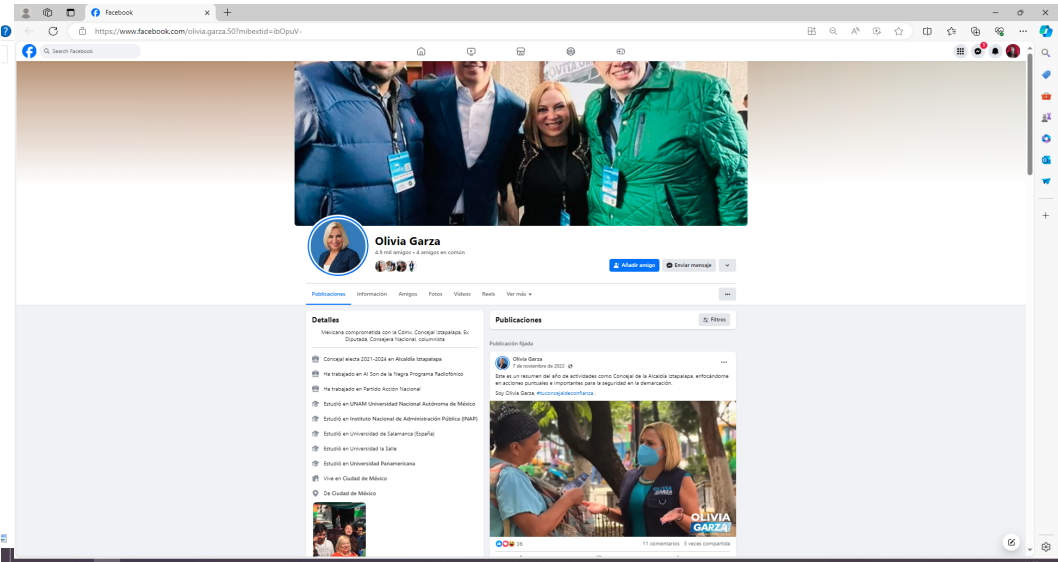 Facebook
https://www.facebook.com/olivia.garza.50?mibextid=ibOpuV-
Search Facebook
Olivia Garza
4.9 mil amigos • 4 amigos en común
Añadir amigo
Enviar mensaje
Publicaciones Información Amigos Fotos Vídeos Reels Ver más
Detalles
Mexicana comprometida con la Cdmx, Concejal Iztapalapa, Ex
Diputada, Consejera Nacional, columnista
Concejal electa 2021-2024 en Alcaldía Iztapalapa
Ha trabajado en Al Son de la Negra Programa Radiofónico
Ha trabajado en Partido Acción Nacional
Estudió en UNAM Universidad Nacional Autónoma de México
Estudió en Instituto Nacional de Administración Pública (INAP)
Estudió en Universidad de Salamanca (España)
Estudió en Universidad la Salle
Estudió en Universidad Panamericana
Vive en Ciudad de México
De Ciudad de México
Publicaciones
Filtros
Publicación fijada
Olivia Garza
7 de noviembre de 2022
Este es un resumen del año de actividades como Concejal de la Alcaldía Iztapalapa, enfocándome
en acciones puntuales e importantes para la seguridad en la demarcación.
Soy Olivia Garza, #tuconcejaldeconfianza .
OLIVIA
GARZA
OLIVIA
GARZA
36
11 comentarios 3 veces compartida